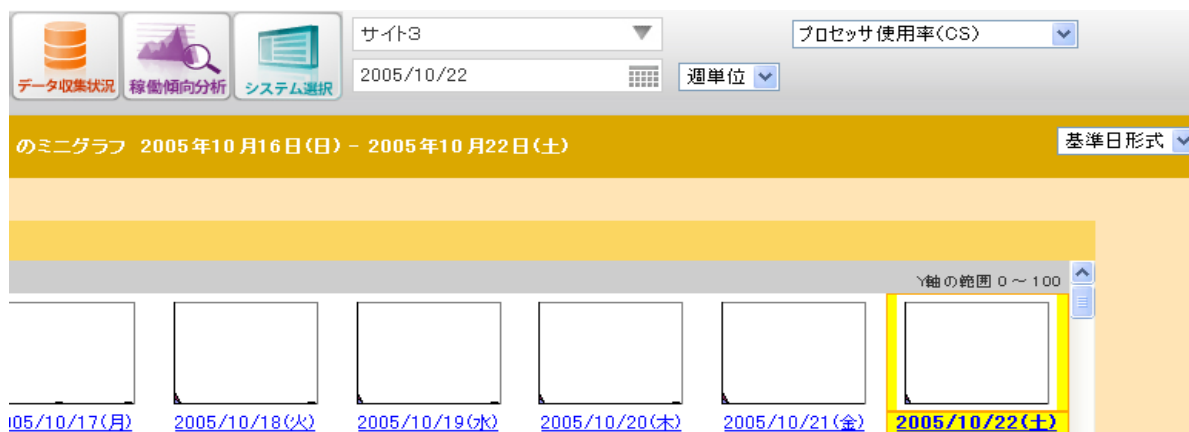 データ収集状況
稼働傾向分析
システム選択
サイト3
プロセッサ使用率(CS)
2005/10/22
週単位
のミニグラフ 2005年10月16日(日) - 2005年10月22日(土)
基準日形式
Y軸の範囲 0 ~ 100
005/10/17(月)
2005/10/18(火)
2005/10/19(水)
2005/10/20(木)
2005/10/21(金)
2005/10/22(土)